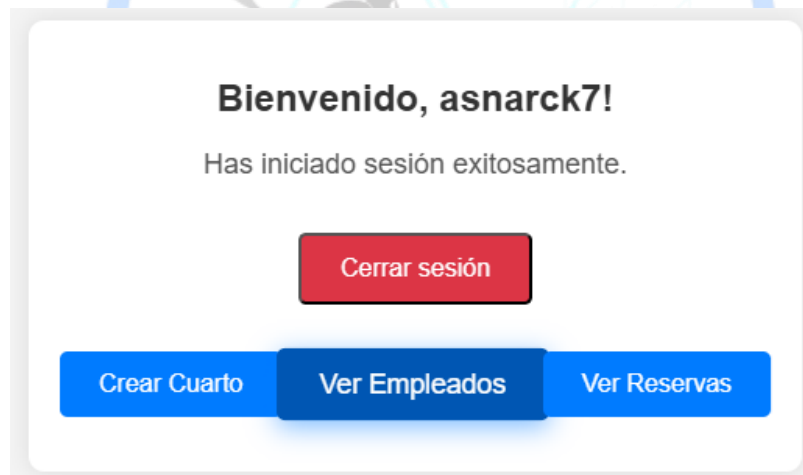 Bienvenido, asnarck7!
Has iniciado sesión exitosamente.
Cerrar sesión
Crear Cuarto Ver Empleados Ver Reservas